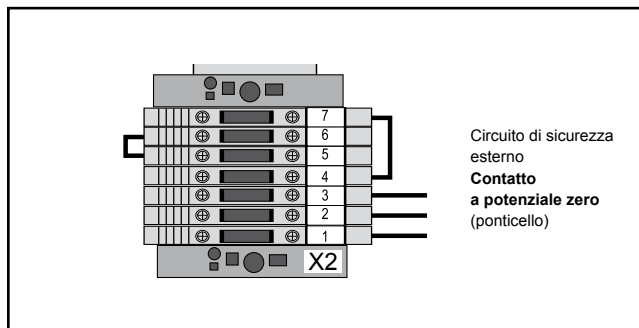 7
6
5
4
3
2
1
X2
Circuito di sicurezza
esterno
Contatto
a potenziale zero
(ponticello)